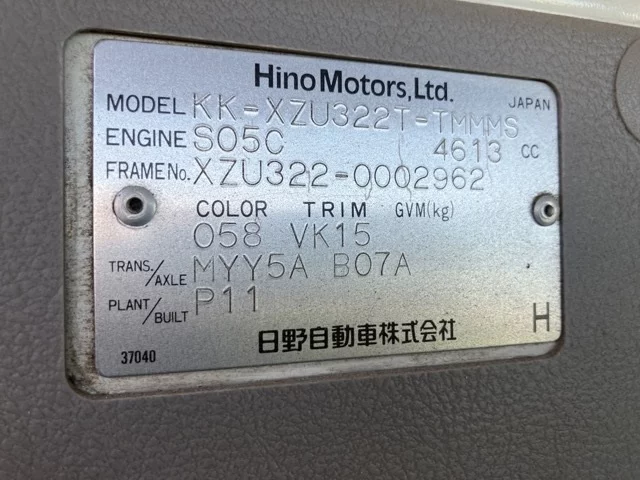 Hino Motors, Ltd.
MODEL KK-XZU322T-TMMMS JAPAN
ENGINE S05C 4613 CC
FRAME No. XZU322-0002962
COLOR TRIM GVM(kg)
058 VK15
TRANS./AXLE MYY5A B07A
PLANT/BUILT P11
37040 日野自動車株式会社 H